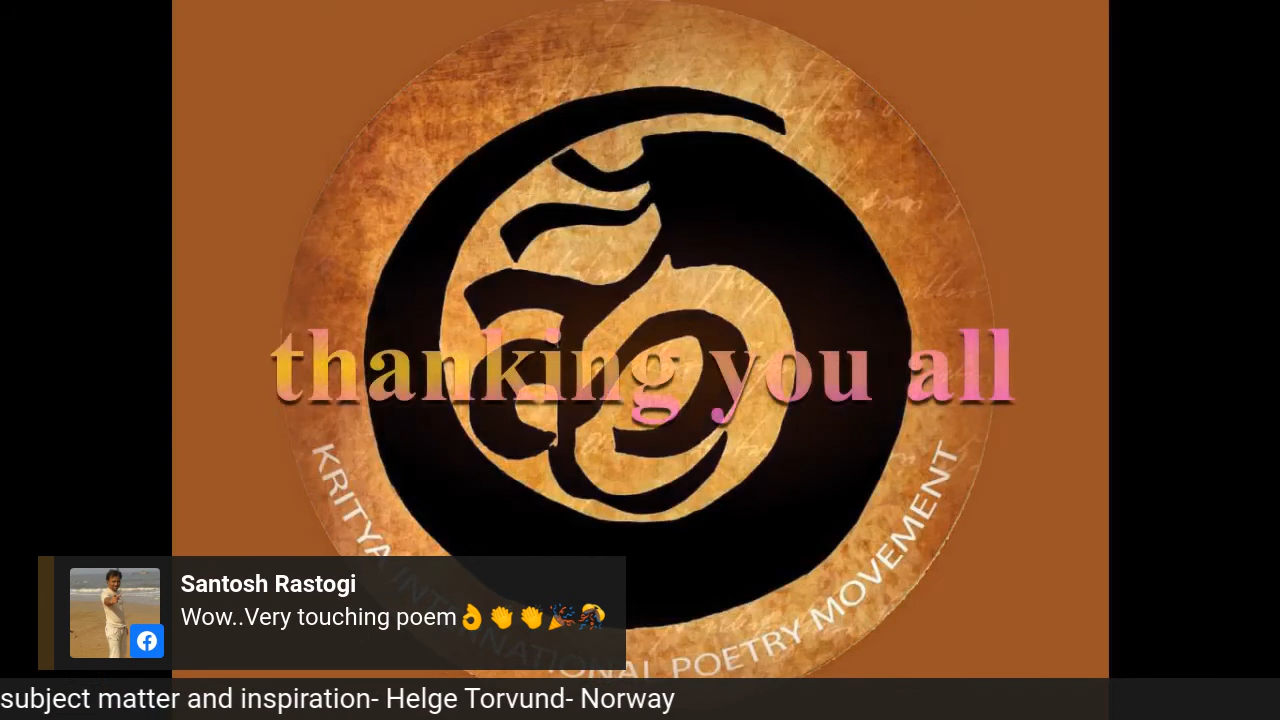 thanking you all
KRITYA INTERNATIONAL POETRY MOVEMENT
Santosh Rastogi
Wow..Very touching poem👌👏👏🎉🎊
subject matter and inspiration- Helge Torvund- Norway